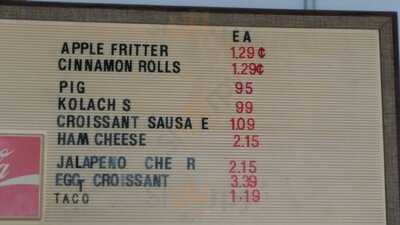 EA
APPLE FRITTER 1.29¢
CINNAMON ROLLS 1.29¢
PIG 95
KOLACH S 99
CROISSANT SAUSA E 1.09
HAM CHEESE 2.15
JALAPENO CHE R 2.15
EGG CROISSANT 3.39
TACO 1.19